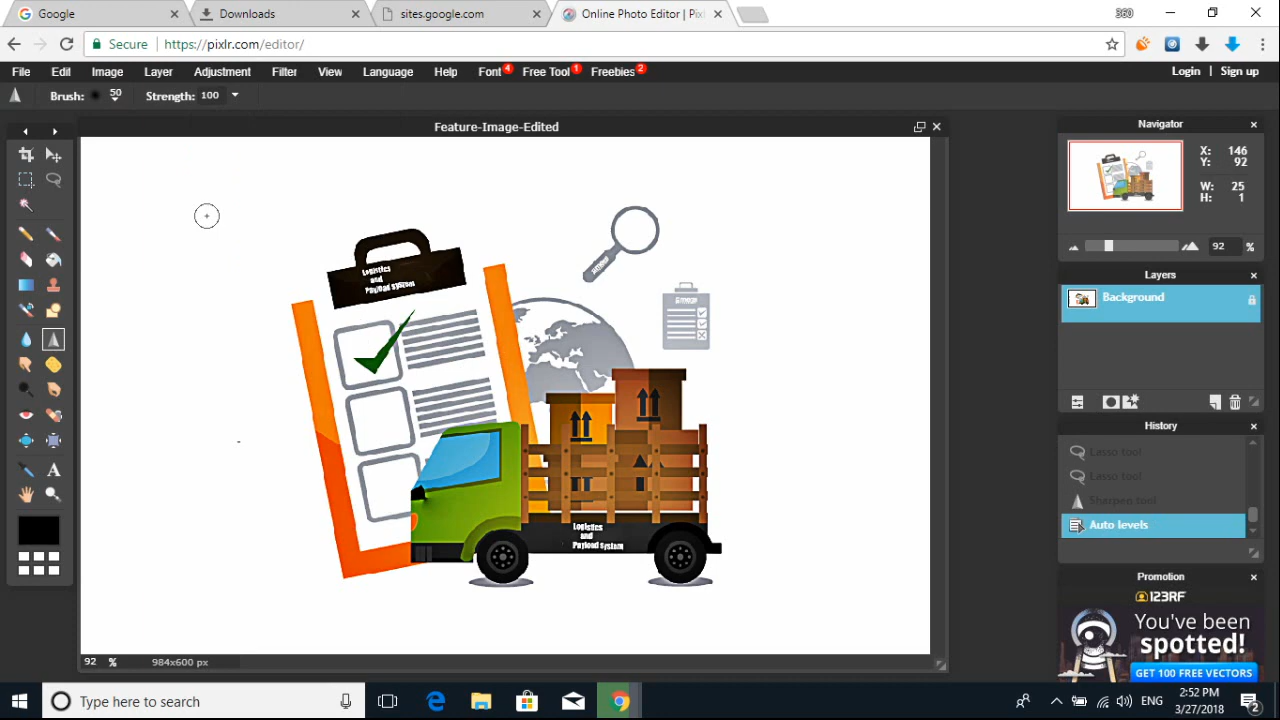 Google
Downloads
sites.google.com
Online Photo Editor | Pix
360
Secure
https://pixlr.com/editor/
File Edit Image Layer Adjustment Filter View Language Help Font 4 Free Tool 1 Freebies 2
Login | Sign up
Brush: 50 Strength: 100
Feature-Image-Edited
Navigator
X: 146
Y: 92
W: 25
H: 1
92 %
Layers
Background
History
Lasso tool
Lasso tool
Sharpen tool
Auto levels
Logistics
and
Payload System
Logistics
and
Payload System
92 %
984x600 px
Promotion
123RF
You've been
spotted!
GET 100 FREE VECTORS
Type here to search
ENG
2:52 PM
3/27/2018
2